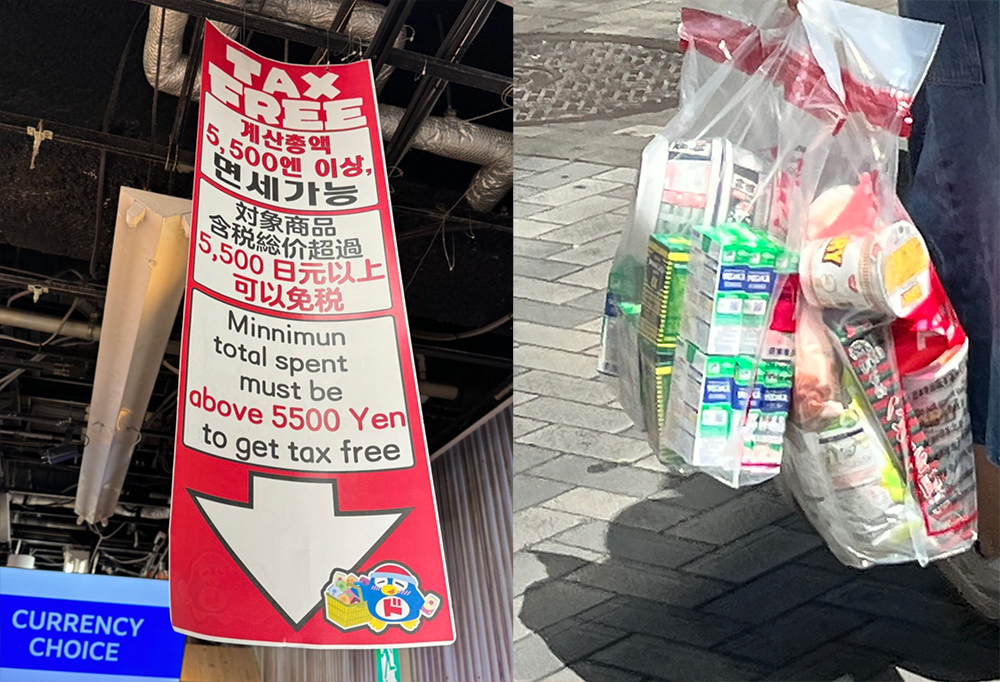 TAX
FREE
계산총액
5,500엔 이상,
면세가능
対象商品
含税総价超過
5,500 日元以上
可以免税
Minnimun
total spent
must be
above 5500 Yen
to get tax free
ド
CURRENCY
CHOICE